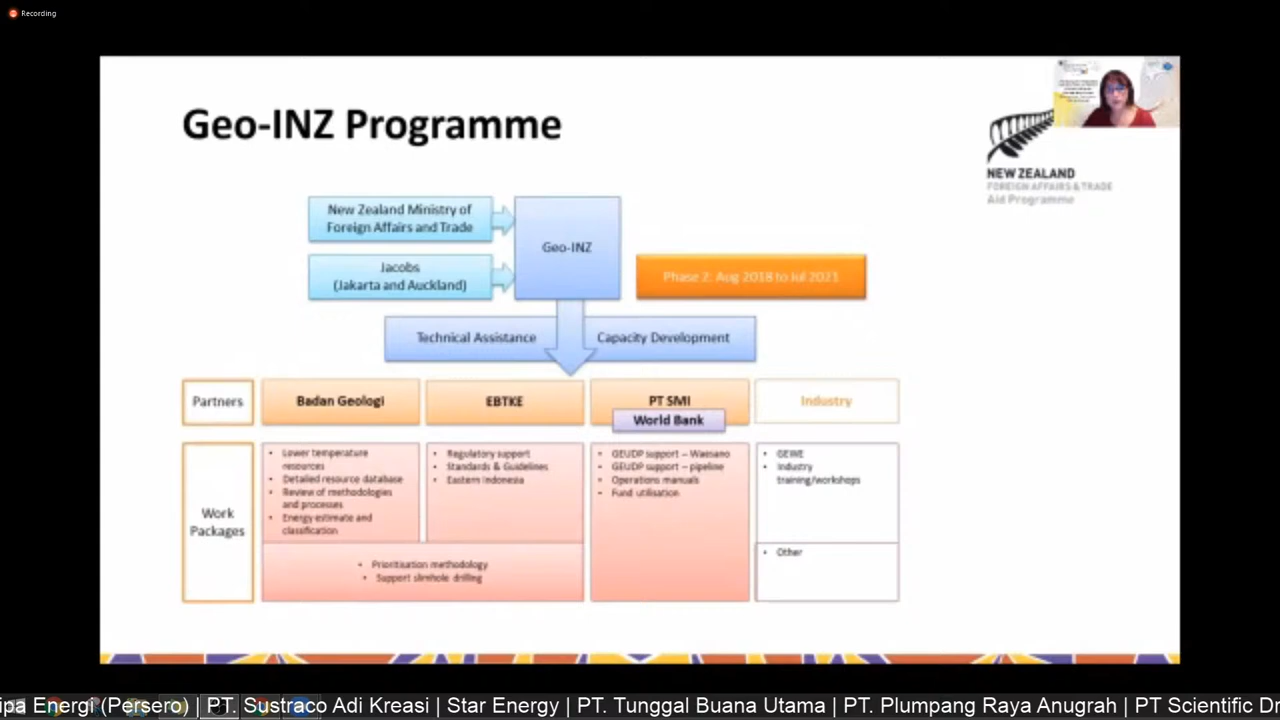 Recording
Geo-INZ Programme
NEW ZEALAND
FOREIGN AFFAIRS & TRADE
Aid Programme
New Zealand Ministry of
Foreign Affairs and Trade
Jacobs
(Jakarta and Auckland)
Geo-INZ
Phase 2: Aug 2018 to Jul 2021
Technical Assistance
Capacity Development
Partners
Badan Geologi
EBTKE
PT SMI
World Bank
Industry
Work
Packages
• Lower temperature
resources
• Detailed resource database
• Review of methodologies
and processes
• Energy estimate and
classification
• Regulatory support
• Standards & Guidelines
• Eastern Indonesia
• Prioritisation methodology
• Support slimhole drilling
• GEUDP support – Waesano
• GEUDP support – pipeline
• Operations manuals
• Fund utilisation
• GEIWE
• Industry
training/workshops
• Other
ipa Energi (Persero) | PT. Sustraco Adi Kreasi | Star Energy | PT. Tunggal Buana Utama | PT. Plumpang Raya Anugrah | PT Scientific Dr